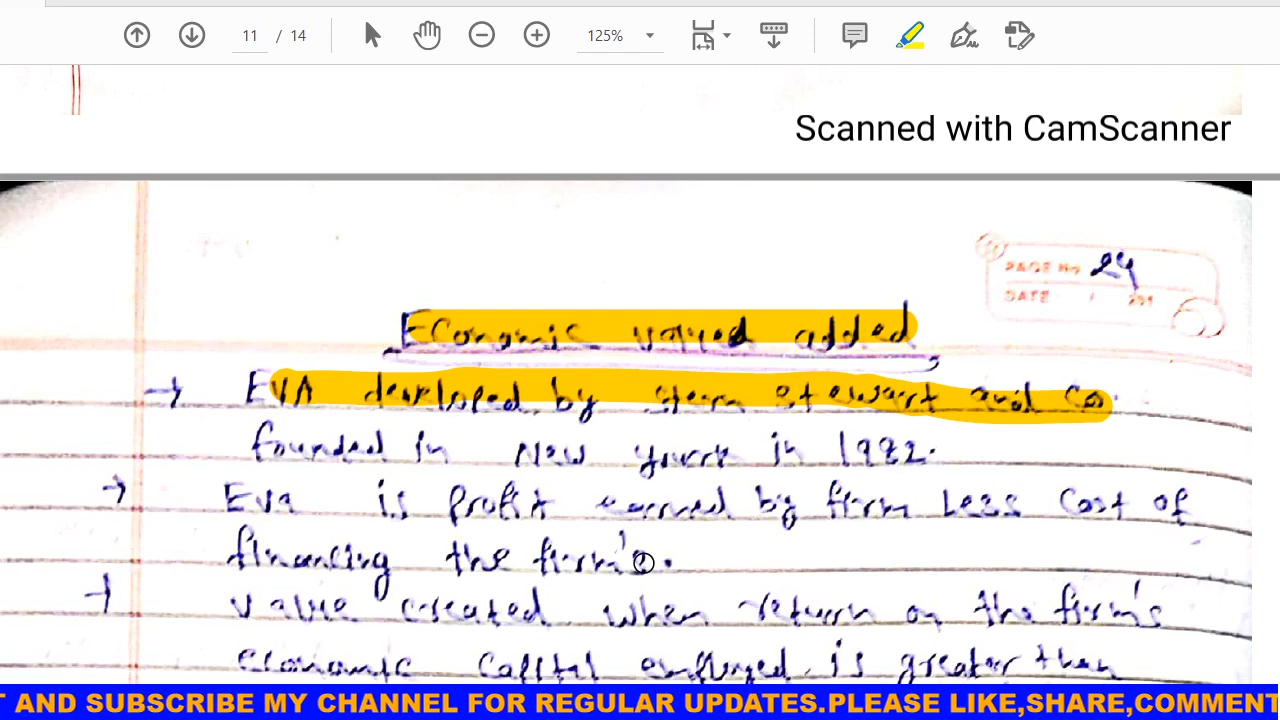 11 / 14
125%
Scanned with CamScanner
PAGE No 24
DATE / 201
Economic valued added
→ EVA developed by stern stewart and Co.
founded in New yourk in 1982.
→ Eva is profit earned by firm Less Cost of
financing the firm's.
→ Value created when return on the firm's
economic capital employed is greater than
T AND SUBSCRIBE MY CHANNEL FOR REGULAR UPDATES.PLEASE LIKE,SHARE,COMMENT